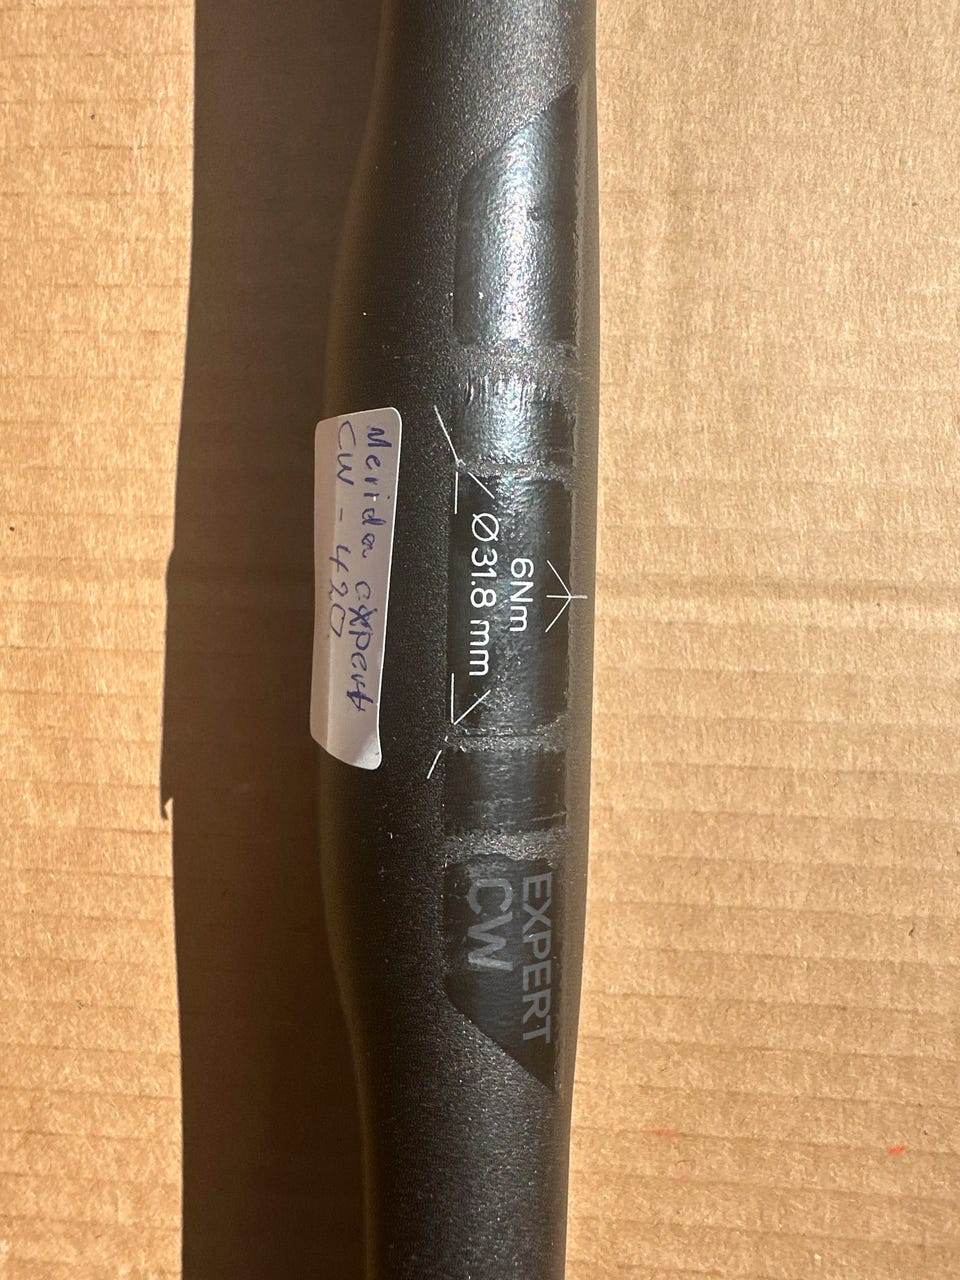 Merida expert
CW - 420
6Nm
Ø31.8 mm
EXPERT
CW